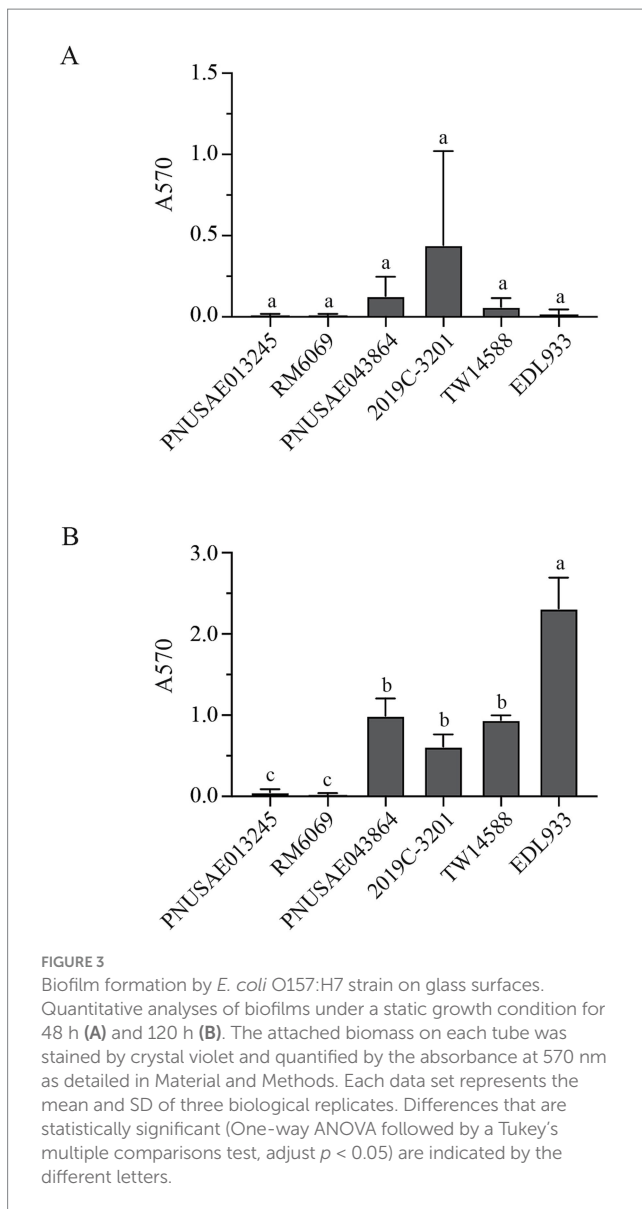 A
1.5
1.0
0.5
0.0
A570
a
a
a
a
a
a
PNUSAE013245
RM6069
PNUSAE043864
2019C-3201
TW14588
EDL933
B
3.0
2.0
1.0
0.0
A570
c
c
b
b
b
a
PNUSAE013245
RM6069
PNUSAE043864
2019C-3201
TW14588
EDL933
FIGURE 3
Biofilm formation by E. coli O157:H7 strain on glass surfaces.
Quantitative analyses of biofilms under a static growth condition for
48 h (A) and 120 h (B). The attached biomass on each tube was
stained by crystal violet and quantified by the absorbance at 570 nm
as detailed in Material and Methods. Each data set represents the
mean and SD of three biological replicates. Differences that are
statistically significant (One-way ANOVA followed by a Tukey's
multiple comparisons test, adjust p < 0.05) are indicated by the
different letters.